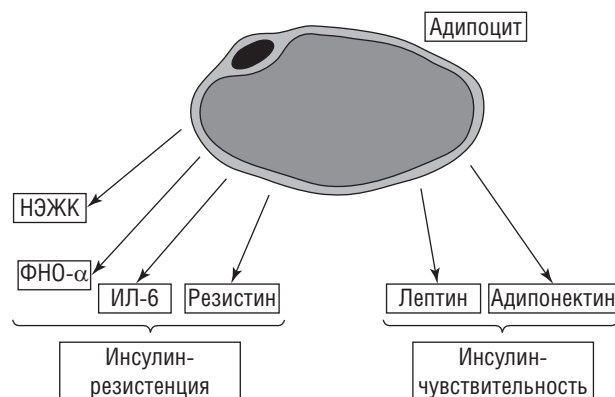 Адипоцит
НЭЖК
ФНО-α
ИЛ-6
Резистин
Лептин
Адипонектин
Инсулин-
резистенция
Инсулин-
чувствительность